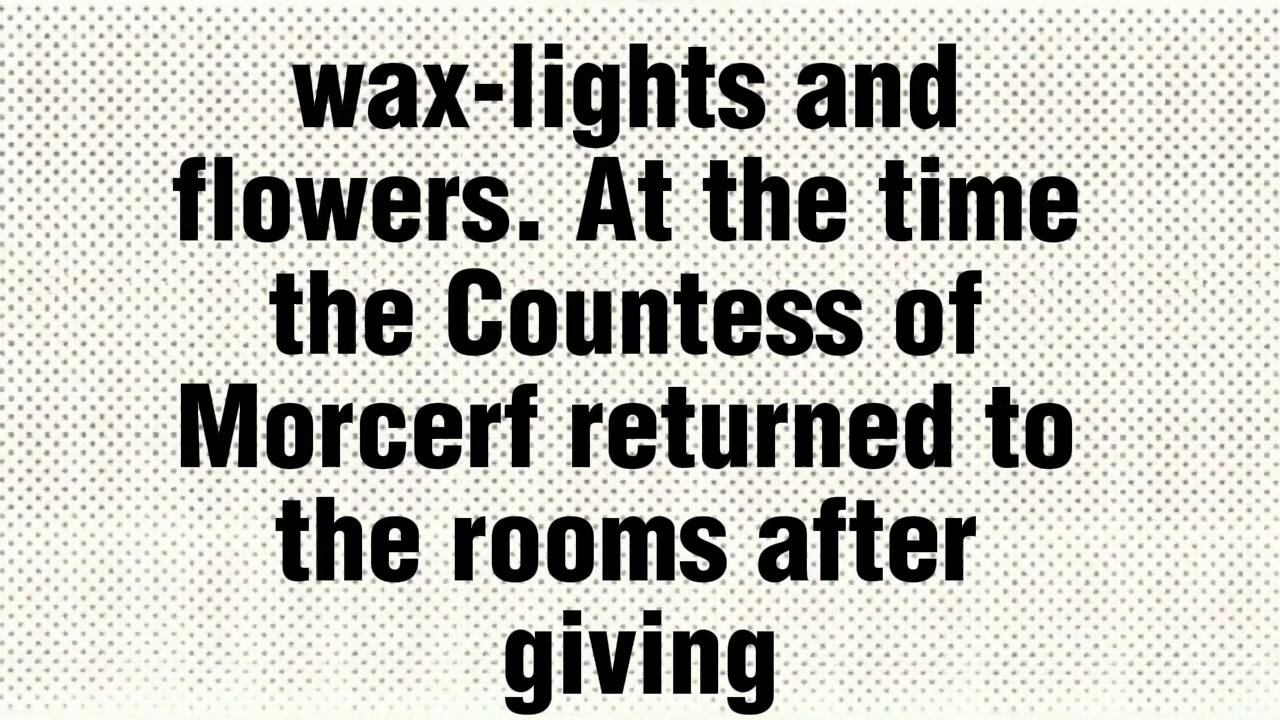 wax-lights and
flowers. At the time
the Countess of
Morcerf returned to
the rooms after
giving